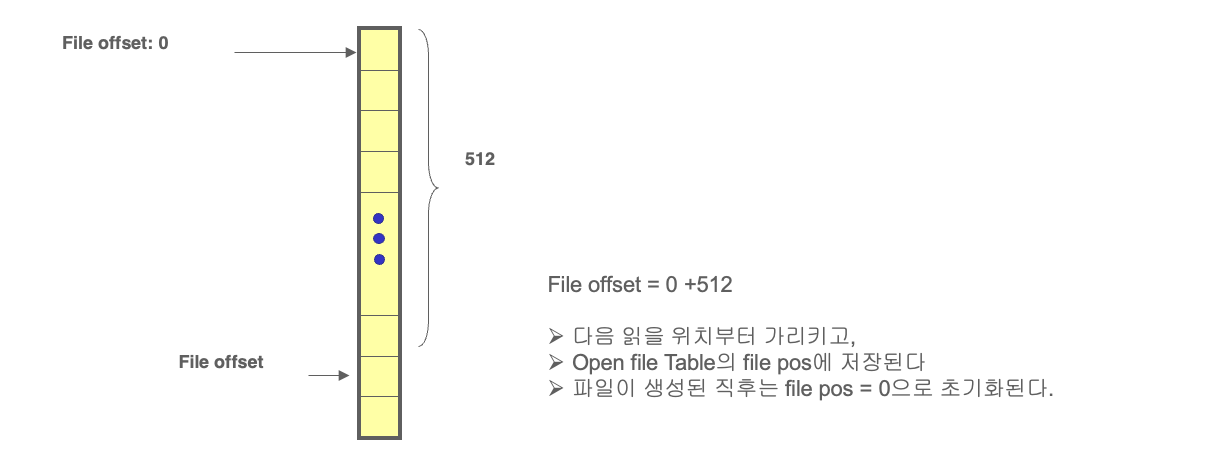 File offset: 0
512
File offset = 0 +512
➢ 다음 읽을 위치부터 가리키고,
File offset
➢ Open file Table의 file pos에 저장된다
➢ 파일이 생성된 직후는 file pos = 0으로 초기화된다.